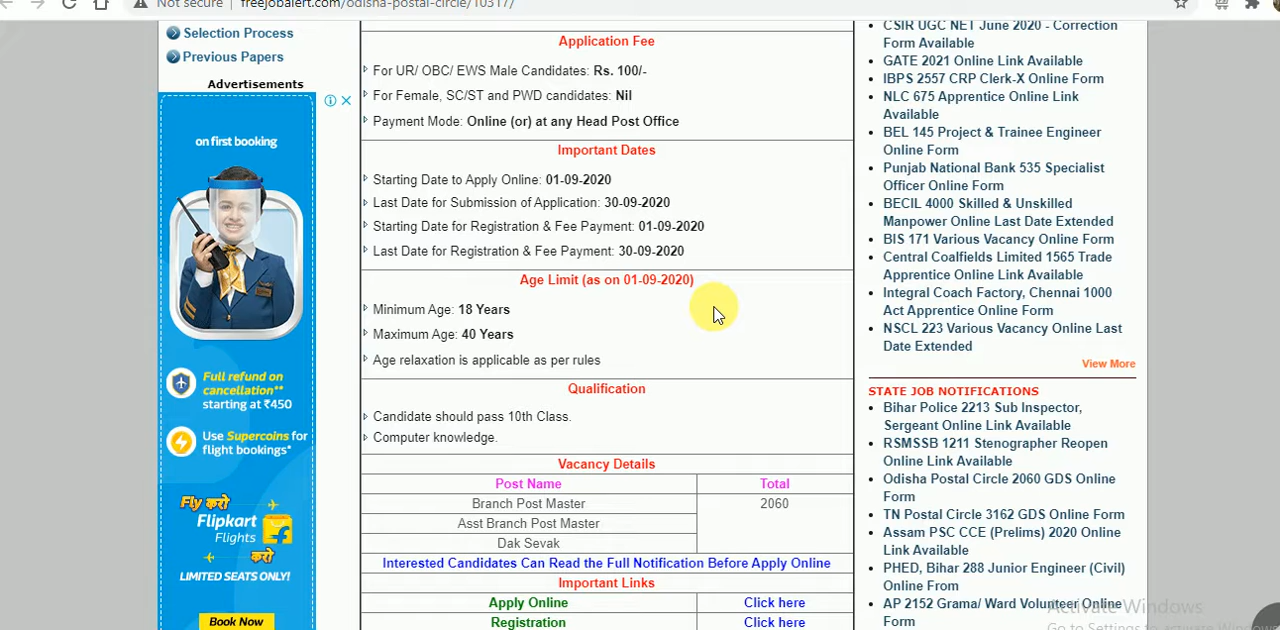 Not secure
freejobalert.com/odisha-postal-circle/10317/
Selection Process
Previous Papers
Advertisements
on first booking
Full refund on
cancellation**
starting at ₹450
Use Supercoins for
flight bookings*
Fly करो
Flipkart
Flights
करो
LIMITED SEATS ONLY!
Book Now
Application Fee
For UR/ OBC/ EWS Male Candidates: Rs. 100/-
For Female, SC/ST and PWD candidates: Nil
Payment Mode: Online (or) at any Head Post Office
Important Dates
Starting Date to Apply Online: 01-09-2020
Last Date for Submission of Application: 30-09-2020
Starting Date for Registration & Fee Payment: 01-09-2020
Last Date for Registration & Fee Payment: 30-09-2020
Age Limit (as on 01-09-2020)
Minimum Age: 18 Years
Maximum Age: 40 Years
Age relaxation is applicable as per rules
Qualification
Candidate should pass 10th Class.
Computer knowledge.
Vacancy Details
Post Name Total
Branch Post Master 2060
Asst Branch Post Master
Dak Sevak
Interested Candidates Can Read the Full Notification Before Apply Online
Important Links
Apply Online Click here
Registration Click here
CSIR UGC NET June 2020 - Correction
Form Available
GATE 2021 Online Link Available
IBPS 2557 CRP Clerk-X Online Form
NLC 675 Apprentice Online Link
Available
BEL 145 Project & Trainee Engineer
Online Form
Punjab National Bank 535 Specialist
Officer Online Form
BECIL 4000 Skilled & Unskilled
Manpower Online Last Date Extended
BIS 171 Various Vacancy Online Form
Central Coalfields Limited 1565 Trade
Apprentice Online Link Available
Integral Coach Factory, Chennai 1000
Act Apprentice Online Form
NSCL 223 Various Vacancy Online Last
Date Extended
View More
STATE JOB NOTIFICATIONS
Bihar Police 2213 Sub Inspector,
Sergeant Online Link Available
RSMSSB 1211 Stenographer Reopen
Online Link Available
Odisha Postal Circle 2060 GDS Online
Form
TN Postal Circle 3162 GDS Online Form
Assam PSC CCE (Prelims) 2020 Online
Link Available
PHED, Bihar 288 Junior Engineer (Civil)
Online From
AP 2152 Grama/ Ward Volunteer Online
Form
Activate Windows
Go to Settings to activate Windows